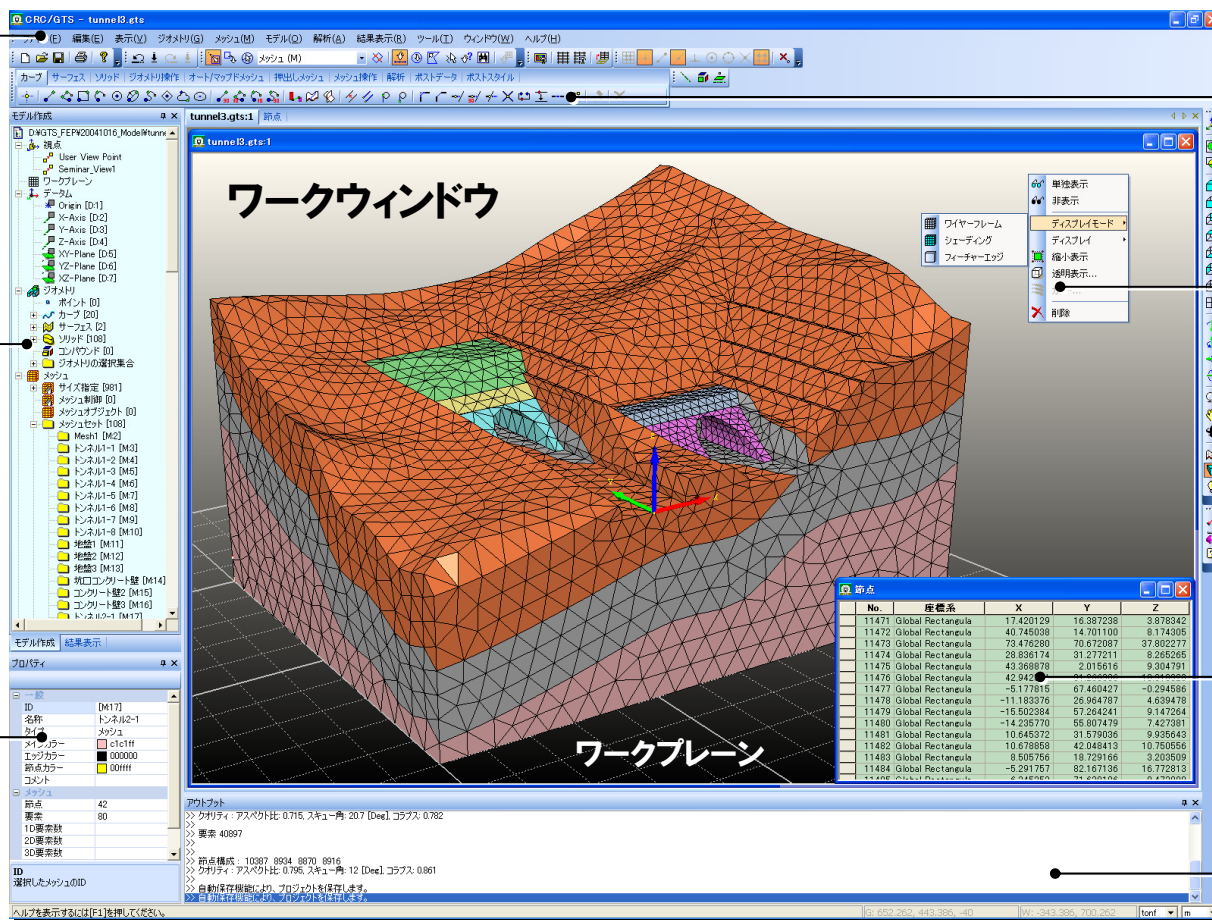 CRC/GTS - tunnel3.gts
(F) 編集(E) 表示(V) ジオメトリ(G) メッシュ(M) モデル(O) 解析(A) 結果表示(R) ツール(T) ウィンドウ(W) ヘルプ(H)
メッシュ (M)
カーブ サーフェス ソリッド ジオメトリ操作 オート/マップドメッシュ 押出しメッシュ メッシュ操作 解析 ポストデータ ポストスタイル
モデル作成
D:¥GTS_FEP¥20041016_Model¥tunne
視点
User View Point
Seminar_View1
ワークプレーン
データム
Origin [D:1]
X-Axis [D:2]
Y-Axis [D:3]
Z-Axis [D:4]
XY-Plane [D:5]
YZ-Plane [D:6]
XZ-Plane [D:7]
ジオメトリ
ポイント [0]
カーブ [20]
サーフェス [2]
ソリッド [108]
コンパウンド [0]
ジオメトリの選択集合
メッシュ
サイズ指定 [981]
メッシュ制御 [0]
メッシュオブジェクト [0]
メッシュセット [108]
Mesh1 [M:2]
トンネル1-1 [M:3]
トンネル1-2 [M:4]
トンネル1-3 [M:5]
トンネル1-4 [M:6]
トンネル1-5 [M:7]
トンネル1-6 [M:8]
トンネル1-7 [M:9]
トンネル1-8 [M:10]
地盤1 [M:11]
地盤2 [M:12]
地盤3 [M:13]
坑口コンクリート壁 [M:14]
コンクリート壁2 [M:15]
コンクリート壁3 [M:16]
トンネル2-1 [M:17]
モデル作成 結果表示
プロパティ
一般
ID [M:17]
名称 トンネル2-1
タイプ メッシュ
メインカラー c1c1ff
エッジカラー 000000
節点カラー 00ffff
コメント
メッシュ
節点 42
要素 80
1D要素数
2D要素数
3D要素数
ID
選択したメッシュのID
tunnel3.gts:1 節点
tunnel3.gts:1
ワークウィンドウ
単独表示
非表示
ディスプレイモード
ディスプレイ
縮小表示
透明表示...
削除
ワイヤーフレーム
シェーディング
フィーチャーエッジ
ワークプレーン
節点
No. 座標系 X Y Z
11471 Global Rectangula 17.420129 16.387238 3.878342
11472 Global Rectangula 40.745038 14.701100 8.174305
11473 Global Rectangula 73.476280 70.672087 37.802277
11474 Global Rectangula 28.836174 31.277211 8.265265
11475 Global Rectangula 43.368878 2.015616 9.304791
11476 Global Rectangula
11477 Global Rectangula -5.177815 67.460427 -0.294586
11478 Global Rectangula -11.183376 26.964787 4.639478
11479 Global Rectangula -15.502384 57.264241 9.147264
11480 Global Rectangula -14.235770 55.807479 7.427381
11481 Global Rectangula 10.645372 31.579036 9.935643
11482 Global Rectangula 10.678858 42.048413 10.750556
11483 Global Rectangula 8.505756 18.729166 3.203509
11484 Global Rectangula -5.291757 82.167136 16.772813
アウトプット
>> クオリティ : アスペクト比: 0.715, スキュー角: 20.7 [Deg], コラプス: 0.782
>>
>> 要素 40897
>>
>>
>> 節点構成 : 10387 8934 8870 8916
>> クオリティ : アスペクト比: 0.795, スキュー角: 12 [Deg], コラプス: 0.861
>>
>> 自動保存機能により、プロジェクトを保存します。
>> 自動保存機能により、プロジェクトを保存します。
ヘルプを表示するには[F1]を押してください。
G: 652.262, 443.386, -40 W: -343.386, 700.262 tonf m